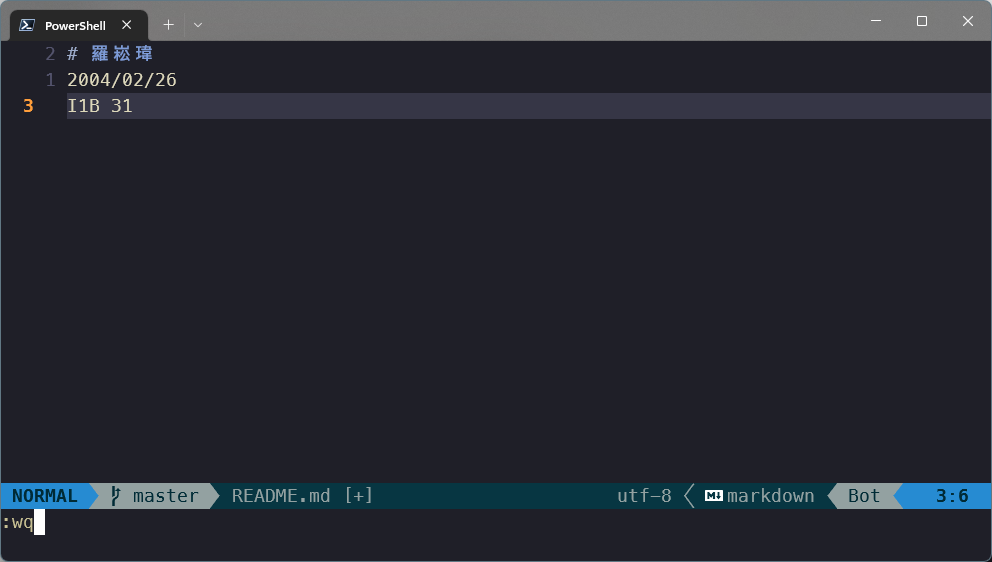 PowerShell
2 # 羅崧瑋
1 2004/02/26
3 I1B 31
NORMAL master README.md [+] utf-8 markdown Bot 3:6
:wq